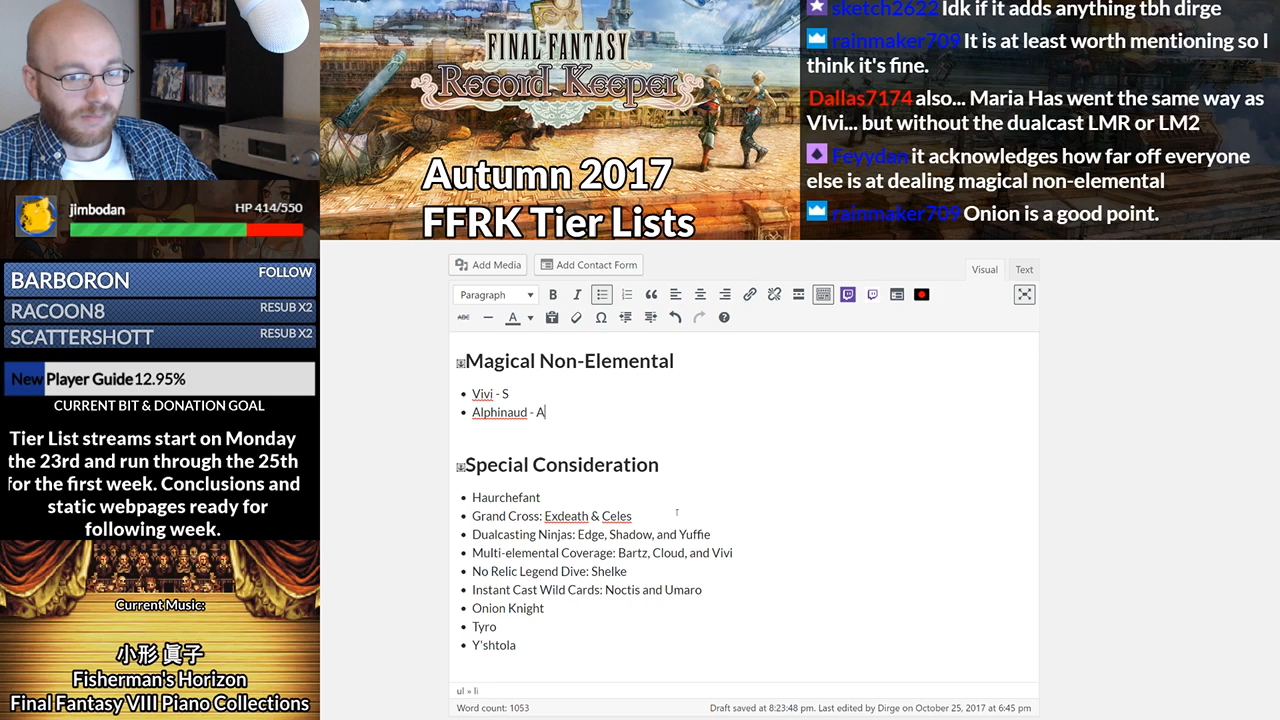 FINAL FANTASY
Record Keeper
Autumn 2017
FFRK Tier Lists
sketch2622 Idk if it adds anything tbh dirge
rainmaker709 It is at least worth mentioning so I
think it's fine.
Dallas7174 also... Maria Has went the same way as
VIvi... but without the dualcast LMR or LM2
Feyydan it acknowledges how far off everyone
else is at dealing magical non-elemental
rainmaker709 Onion is a good point.
jimbodan HP 414/550
BARBORON FOLLOW
RACOON8 RESUB X2
SCATTERSHOTT RESUB X2
New Player Guide 12.95%
CURRENT BIT & DONATION GOAL
Tier List streams start on Monday
the 23rd and run through the 25th
for the first week. Conclusions and
static webpages ready for
following week.
Current Music:
小形 眞子
Fisherman's Horizon
Final Fantasy VIII Piano Collections
Add Media Add Contact Form Visual Text
Paragraph
Magical Non-Elemental
Vivi - S
Alphinaud - A
Special Consideration
Haurchefant
Grand Cross: Exdeath & Celes
Dualcasting Ninjas: Edge, Shadow, and Yuffie
Multi-elemental Coverage: Bartz, Cloud, and Vivi
No Relic Legend Dive: Shelke
Instant Cast Wild Cards: Noctis and Umaro
Onion Knight
Tyro
Y'shtola
ul » li
Word count: 1053 Draft saved at 8:23:48 pm. Last edited by Dirge on October 25, 2017 at 6:45 pm